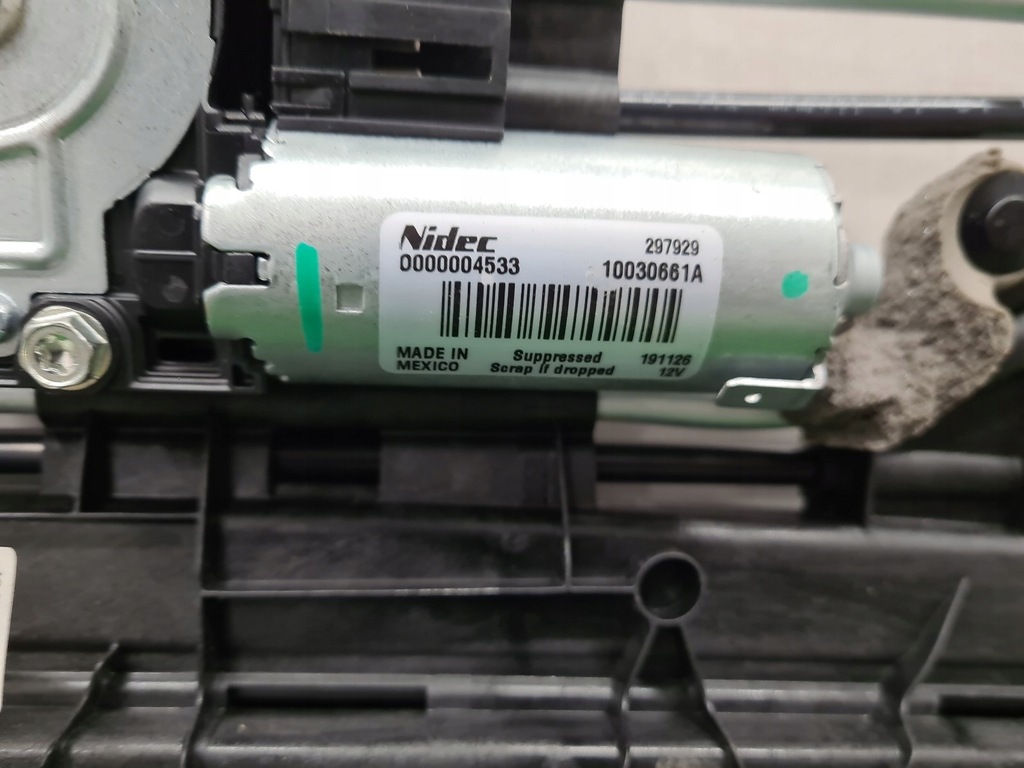 Nidec 297929
0000004533 10030661A
MADE IN Suppressed 191126
MEXICO Scrap if dropped 12V